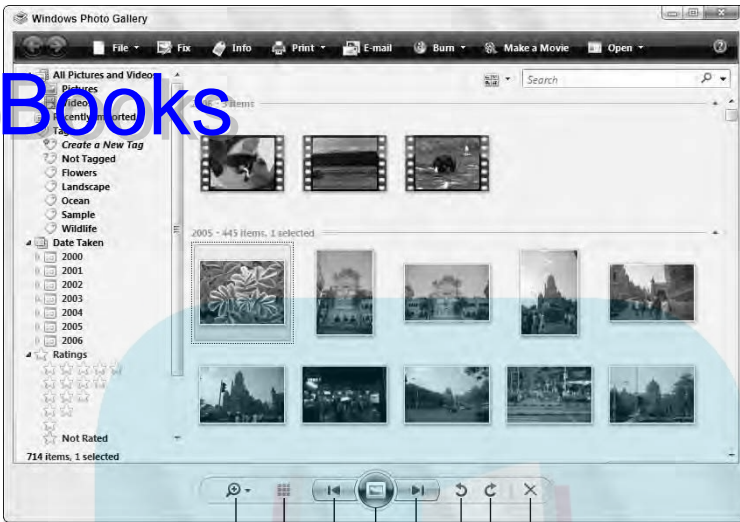 Windows Photo Gallery
File Fix Info Print E-mail Burn Make a Movie Open
Search
Books
All Pictures and Videos
Pictures
Videos
Recently Imported
Tags
Create a New Tag
Not Tagged
Flowers
Landscape
Ocean
Sample
Wildlife
Date Taken
2000
2001
2002
2003
2004
2005
2006
Ratings
Not Rated
714 items, 1 selected
2006 - 3 items
2005 - 445 items, 1 selected